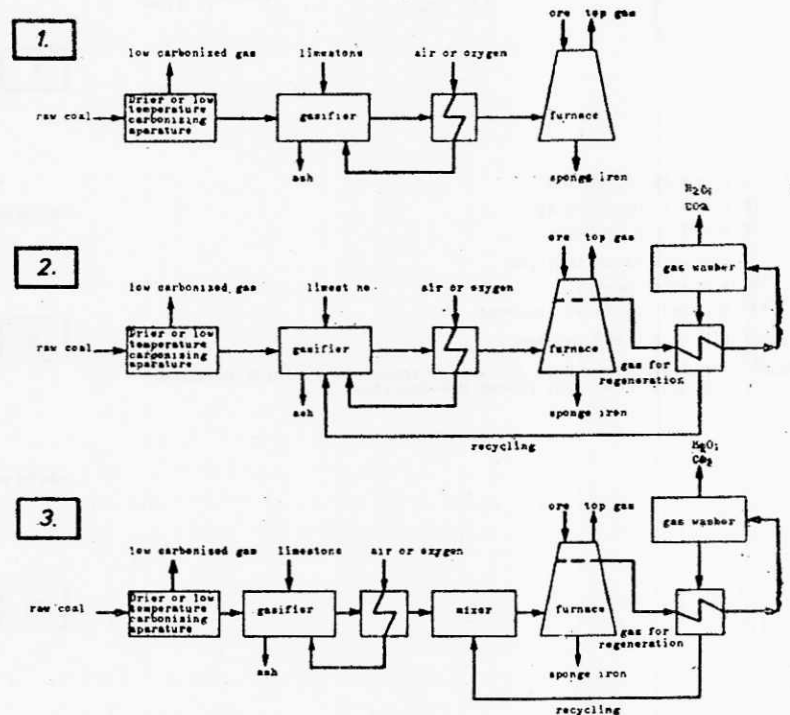 1.
ore top gas
low carbonized gas
limestone
air or oxygen
raw coal
Drier or low
temperature
carbonizing
aparature
gasifier
furnace
ash
sponge iron
2.
H2O;
CO2
ore top gas
gas washer
low carbonized gas
limest ne
air or oxygen
raw coal
Drier or low
temperature
cargonizing
aparature
gasifier
furnace
gas for
regeneration
ash
sponge iron
recycling
3.
H2O;
CO2
ore top gas
gas washer
low carbonized gas
limestone
air or oxygen
raw coal
Drier or low
temperature
carbonizing
aparature
gasifier
mixer
furnace
gas for
regeneration
ash
sponge iron
recycling